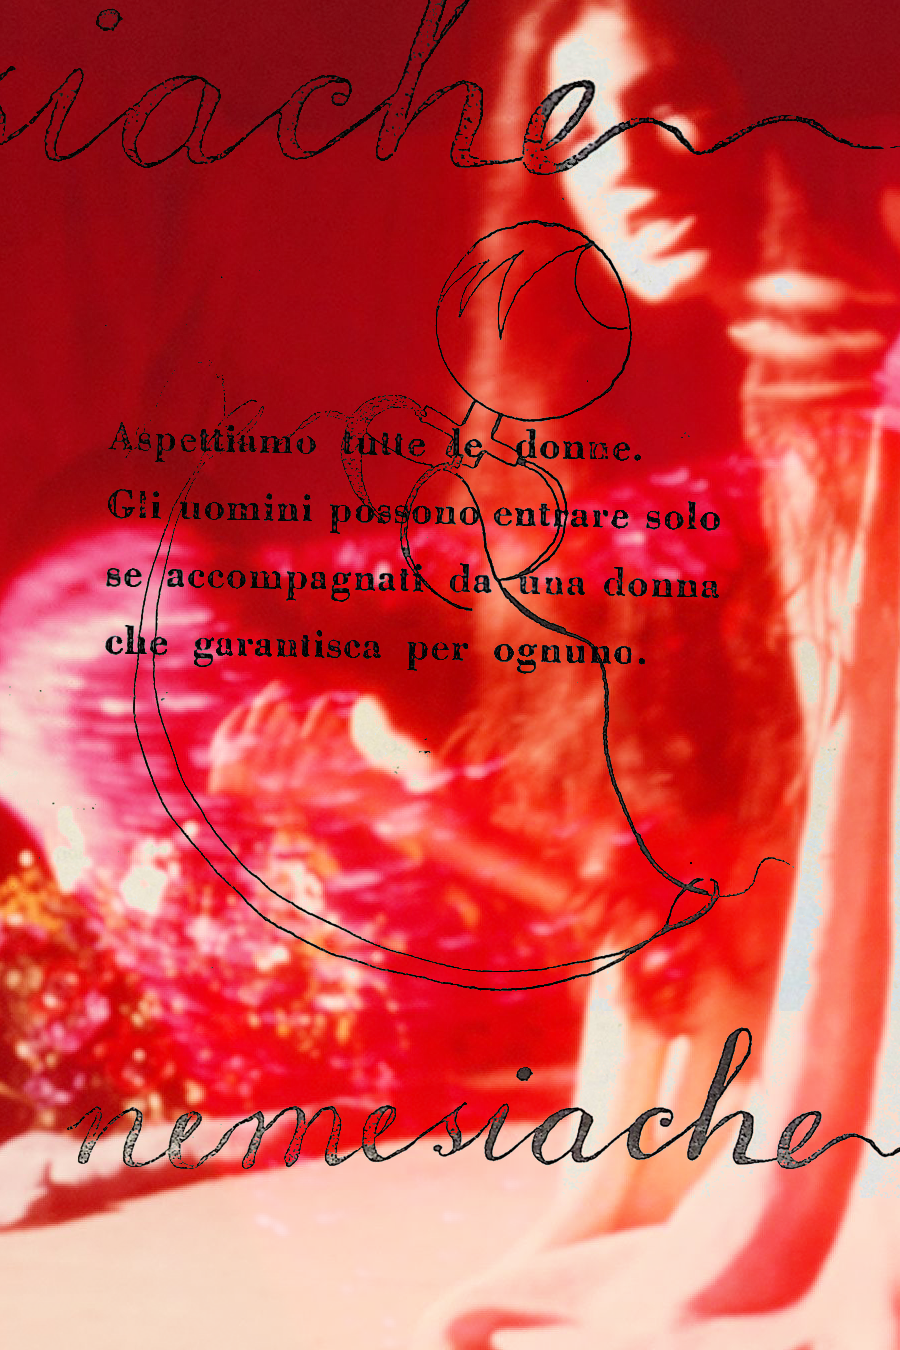 siache
Aspettiamo tutte le donne.
Gli uomini possono entrare solo
se accompagnati da una donna
che garantisca per ognuno.
nemesiache